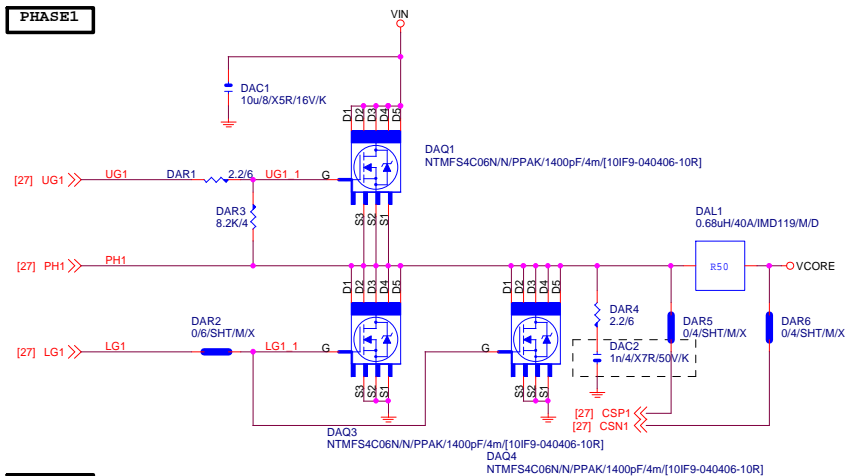 PHASE1
VIN
DAC1
10u/8/X5R/16V/K
D1 D2 D3 D4 D5
DAQ1
NTMFS4C06N/N/PPAK/1400pF/4m/[10IF9-040406-10R]
[27] UG1 UG1 DAR1 2.2/6 UG1_1 G
S3 S2 S1
DAR3
8.2K/4
DAL1
0.68uH/40A/IMD119/M/D
[27] PH1 PH1
R50
VCORE
D1 D2 D3 D4 D5
D1 D2 D3 D4 D5
DAR2
0/6/SHT/M/X
DAR4
2.2/6
DAR5
0/4/SHT/M/X
DAR6
0/4/SHT/M/X
[27] LG1 LG1 LG1_1 G
G
DAC2
1n/4/X7R/50V/K
S3 S2 S1
S3 S2 S1
[27] CSP1
[27] CSN1
DAQ3
NTMFS4C06N/N/PPAK/1400pF/4m/[10IF9-040406-10R]
DAQ4
NTMFS4C06N/N/PPAK/1400pF/4m/[10IF9-040406-10R]